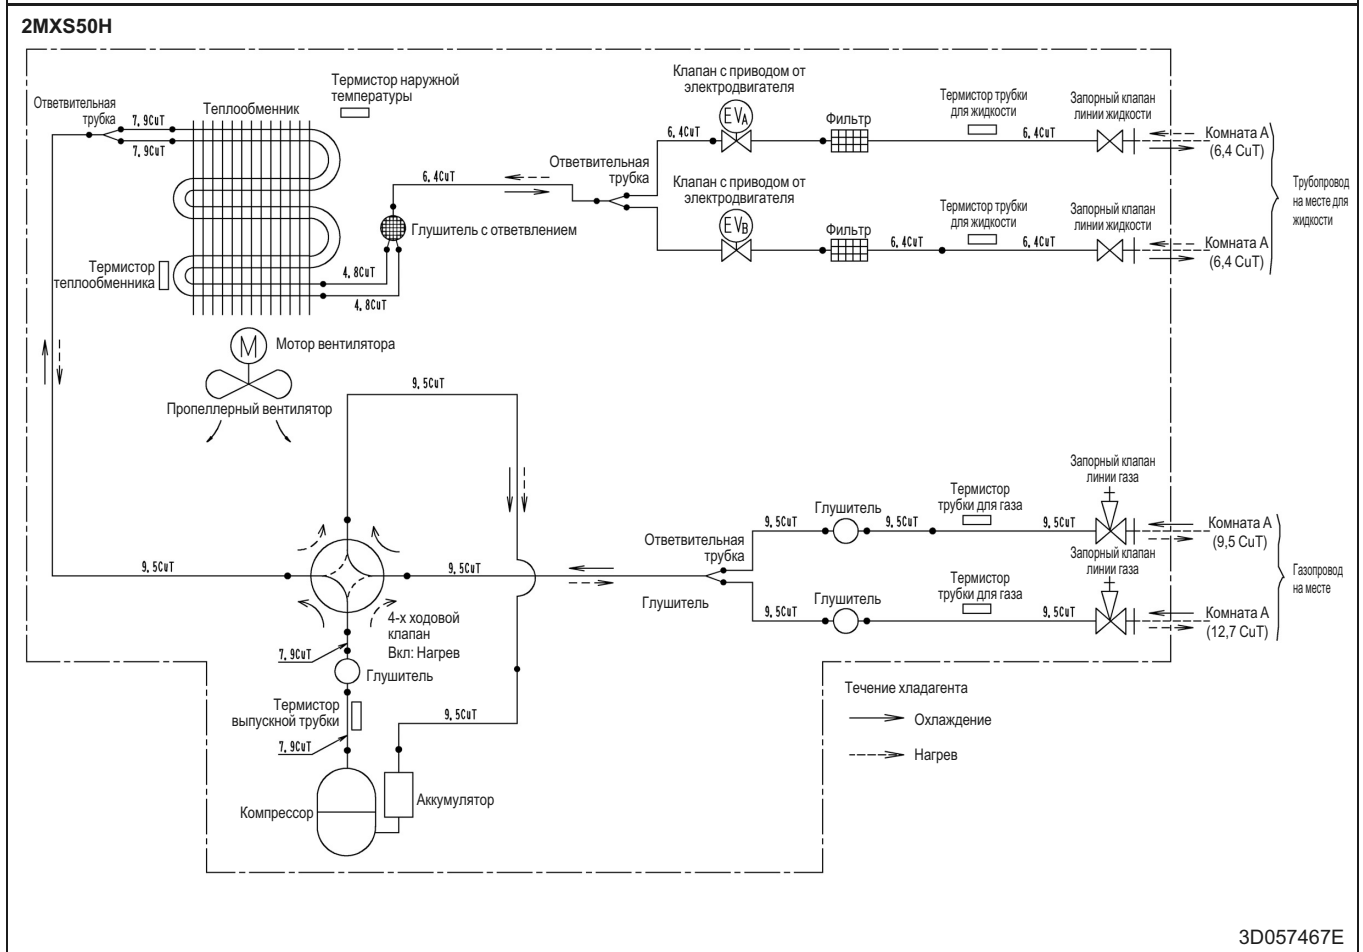 2MXS50H
Термистор наружной
температуры
Клапан с приводом от
электродвигателя
Ответвительная
трубка
7,9CuT
Теплообменник
7,9CuT
EVA
6,4CuT
Фильтр
Термистор трубки
для жидкости
6,4CuT
Запорный клапан
линии жидкости
Комната A
(6,4 CuT)
Ответвительная
трубка
6,4CuT
Клапан с приводом от
электродвигателя
Трубопровод
на месте для
жидкости
Глушитель с ответвлением
EVB
Фильтр
6,4CuT
Термистор трубки
для жидкости
6,4CuT
Запорный клапан
линии жидкости
Комната A
(6,4 CuT)
Термистор
теплообменника
4,8CuT
4,8CuT
M
Мотор вентилятора
Пропеллерный вентилятор
9,5CuT
Запорный клапан
линии газа
Термистор
трубки для газа
Глушитель
9,5CuT
9,5CuT
9,5CuT
Комната A
(9,5 CuT)
Ответвительная
трубка
Запорный клапан
линии газа
Газопровод
на месте
9,5CuT
9,5CuT
Глушитель
Термистор
трубки для газа
Глушитель
9,5CuT
9,5CuT
Комната A
(12,7 CuT)
4-х ходовой
клапан
Вкл: Нагрев
7,9CuT
Глушитель
Термистор
выпускной трубки
9,5CuT
7,9CuT
Компрессор
Аккумулятор
Течение хладагента
Охлаждение
Нагрев
3D057467E